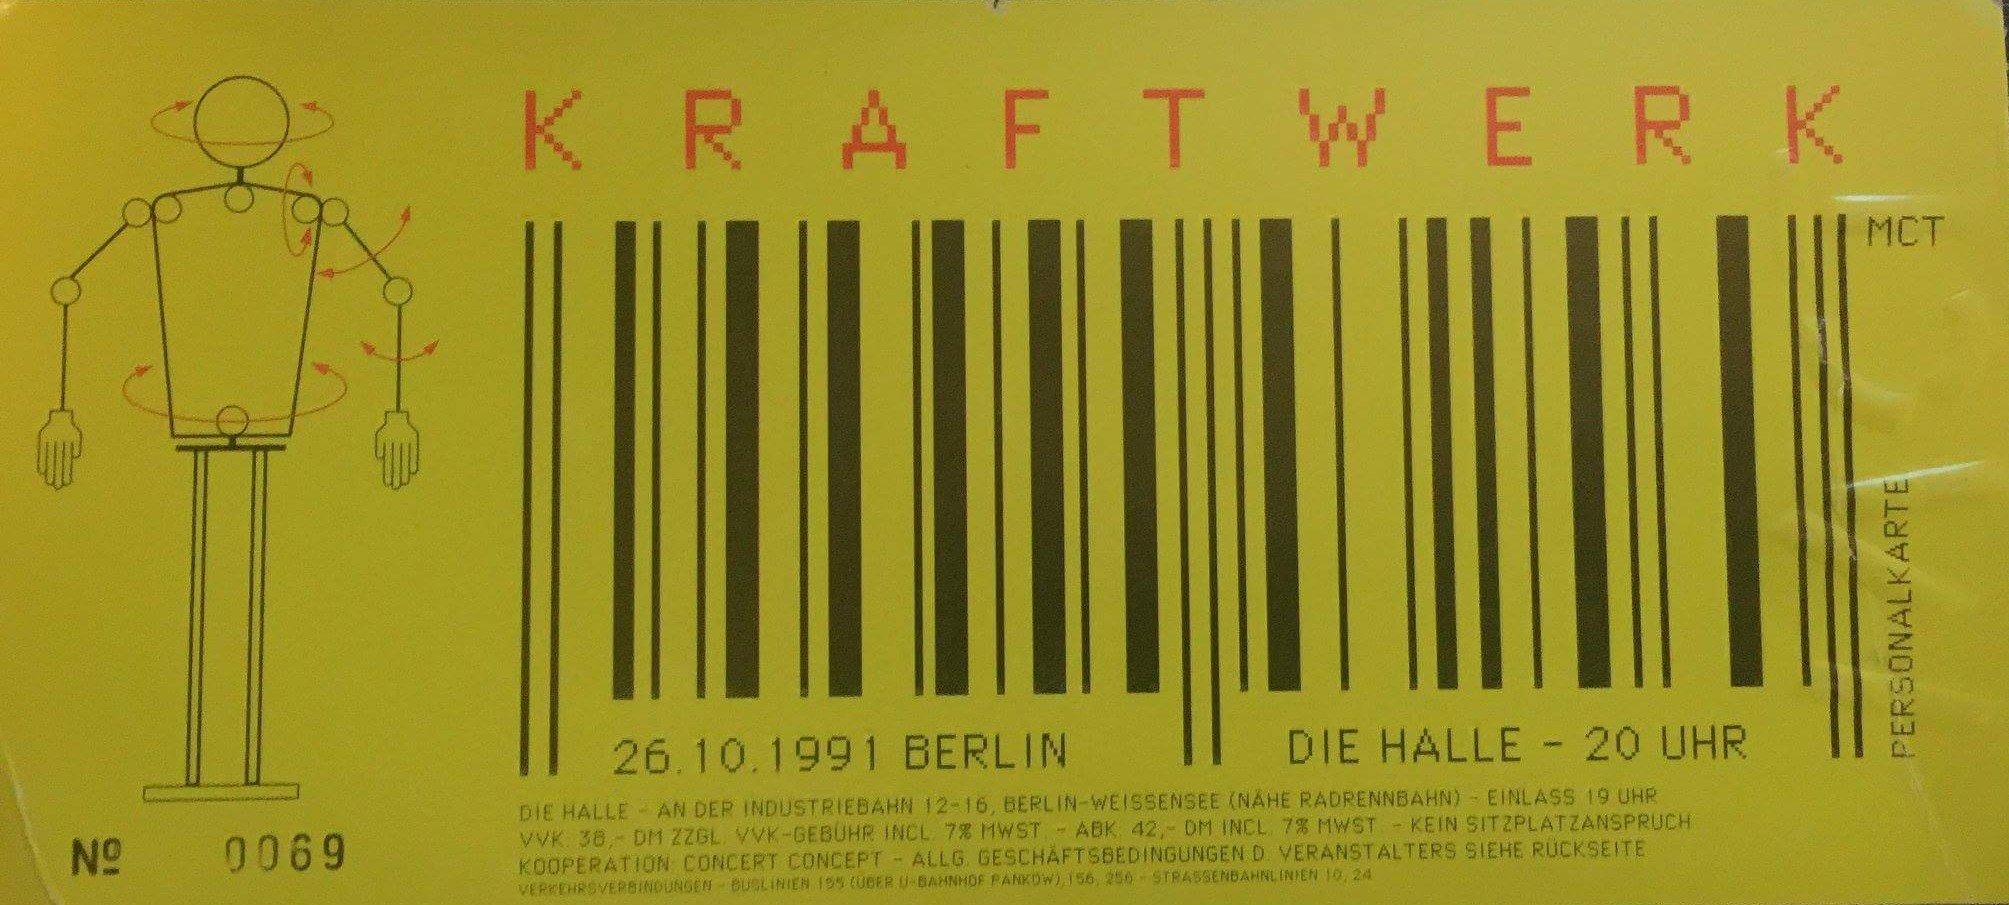 KRAFTWERK
MCT
PERSONALKARTE
26.10.1991 BERLIN
DIE HALLE - 20 UHR
DIE HALLE - AN DER INDUSTRIEBAHN 12-16, BERLIN-WEISSENSEE (NÄHE RADRENNBAHN) - EINLASS 19 UHR
VVK: 38,- DM ZZGL. VVK-GEBÜHR INCL. 7% MWST. - ABK: 42,- DM INCL. 7% MWST. - KEIN SITZPLATZANSPRUCH
KOOPERATION: CONCERT CONCEPT - ALLG. GESCHÄFTSBEDINGUNGEN D. VERANSTALTERS SIEHE RÜCKSEITE
VERKEHRSVERBINDUNGEN - BUSLINIEN 155 (ÜBER U-BAHNHOF PANKOW), 156, 256 - STRASSENBAHNLINIEN 10, 24
Nº 0069